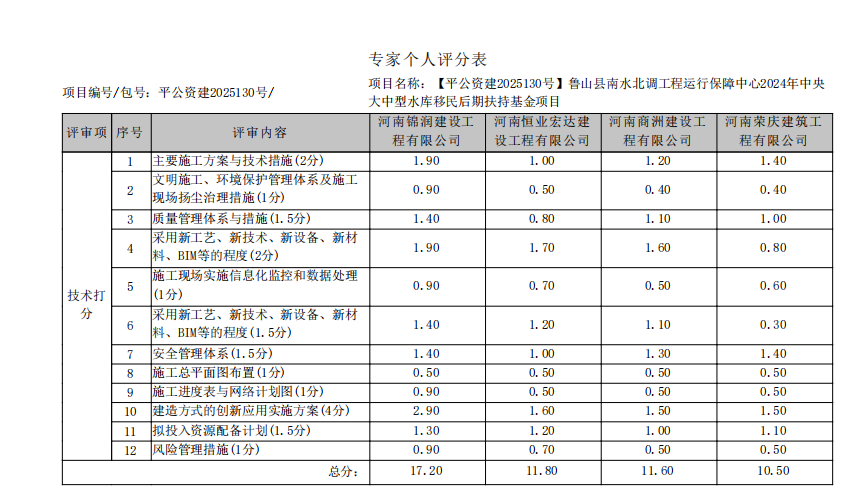 专家个人评分表
项目编号/包号：平公资建2025130号/
项目名称：【平公资建2025130号】鲁山县南水北调工程运行保障中心2024年中央
大中型水库移民后期扶持基金项目
评审项 序号 评审内容 河南锦润建设工 河南恒业宏达建 河南商洲建设工 河南荣庆建筑工
程有限公司 设工程有限公司 程有限公司 程有限公司
1 主要施工方案与技术措施(2分) 1.90 1.00 1.20 1.40
文明施工、环境保护管理体系及施工
2 现场扬尘治理措施(1分) 0.90 0.50 0.40 0.40
3 质量管理体系与措施(1.5分) 1.40 0.80 1.10 1.00
采用新工艺、新技术、新设备、新材
4 料、BIM等的程度(2分) 1.90 1.70 1.60 0.80
施工现场实施信息化监控和数据处理
5 (1分) 0.90 0.70 0.50 0.60
技术打
分
采用新工艺、新技术、新设备、新材
6 料、BIM等的程度(1.5分) 1.40 1.20 1.10 0.30
7 安全管理体系(1.5分) 1.40 1.00 1.30 1.40
8 施工总平面图布置(1分) 0.50 0.50 0.50 0.50
9 施工进度表与网络计划图(1分) 0.90 0.50 0.50 0.50
10 建造方式的创新应用实施方案(4分) 2.90 1.60 1.50 1.50
11 拟投入资源配备计划(1.5分) 1.30 1.20 1.00 1.10
12 风险管理措施(1分) 0.90 0.70 0.50 0.50
总分： 17.20 11.80 11.60 10.50